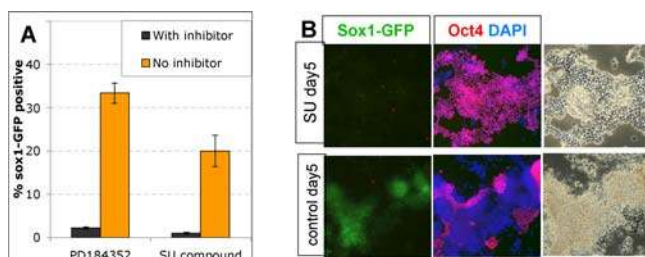 A
With inhibitor
No inhibitor
% sox1-GFP positive
40
30
20
10
0
PD184352
SU compound
B
Sox1-GFP
Oct4 DAPI
SU day5
control day5